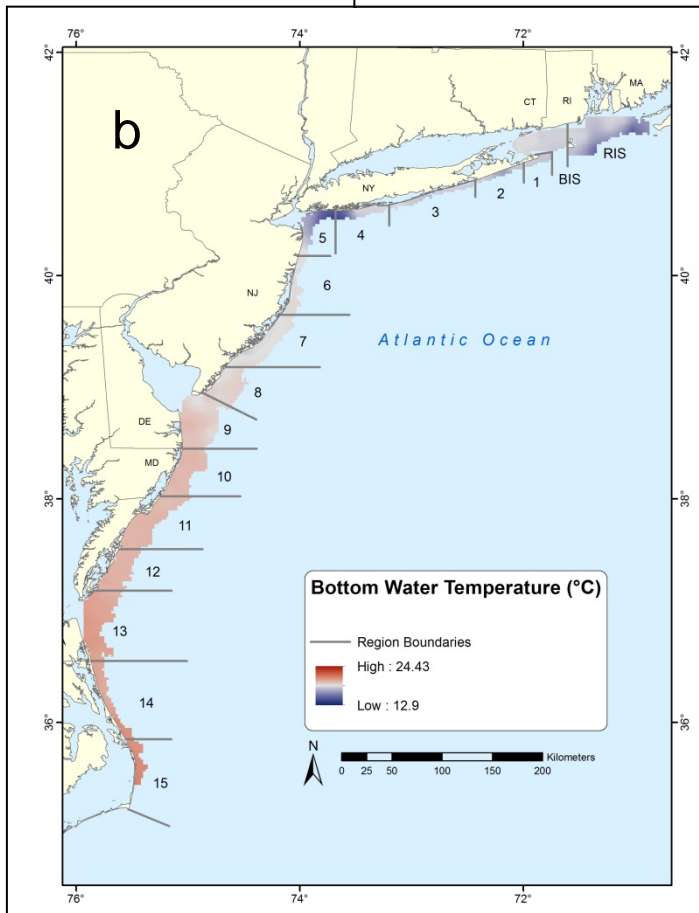 76°
74°
72°
42°
42°
b
MA
CT
RI
RIS
BIS
NY
1
2
3
4
5
40°
40°
6
NJ
7
Atlantic Ocean
8
DE
9
MD
10
38°
38°
11
12
Bottom Water Temperature (°C)
13
Region Boundaries
High : 24.43
Low : 12.9
14
36°
36°
N
Kilometers
0 25 50 100 150 200
15
76°
74°
72°